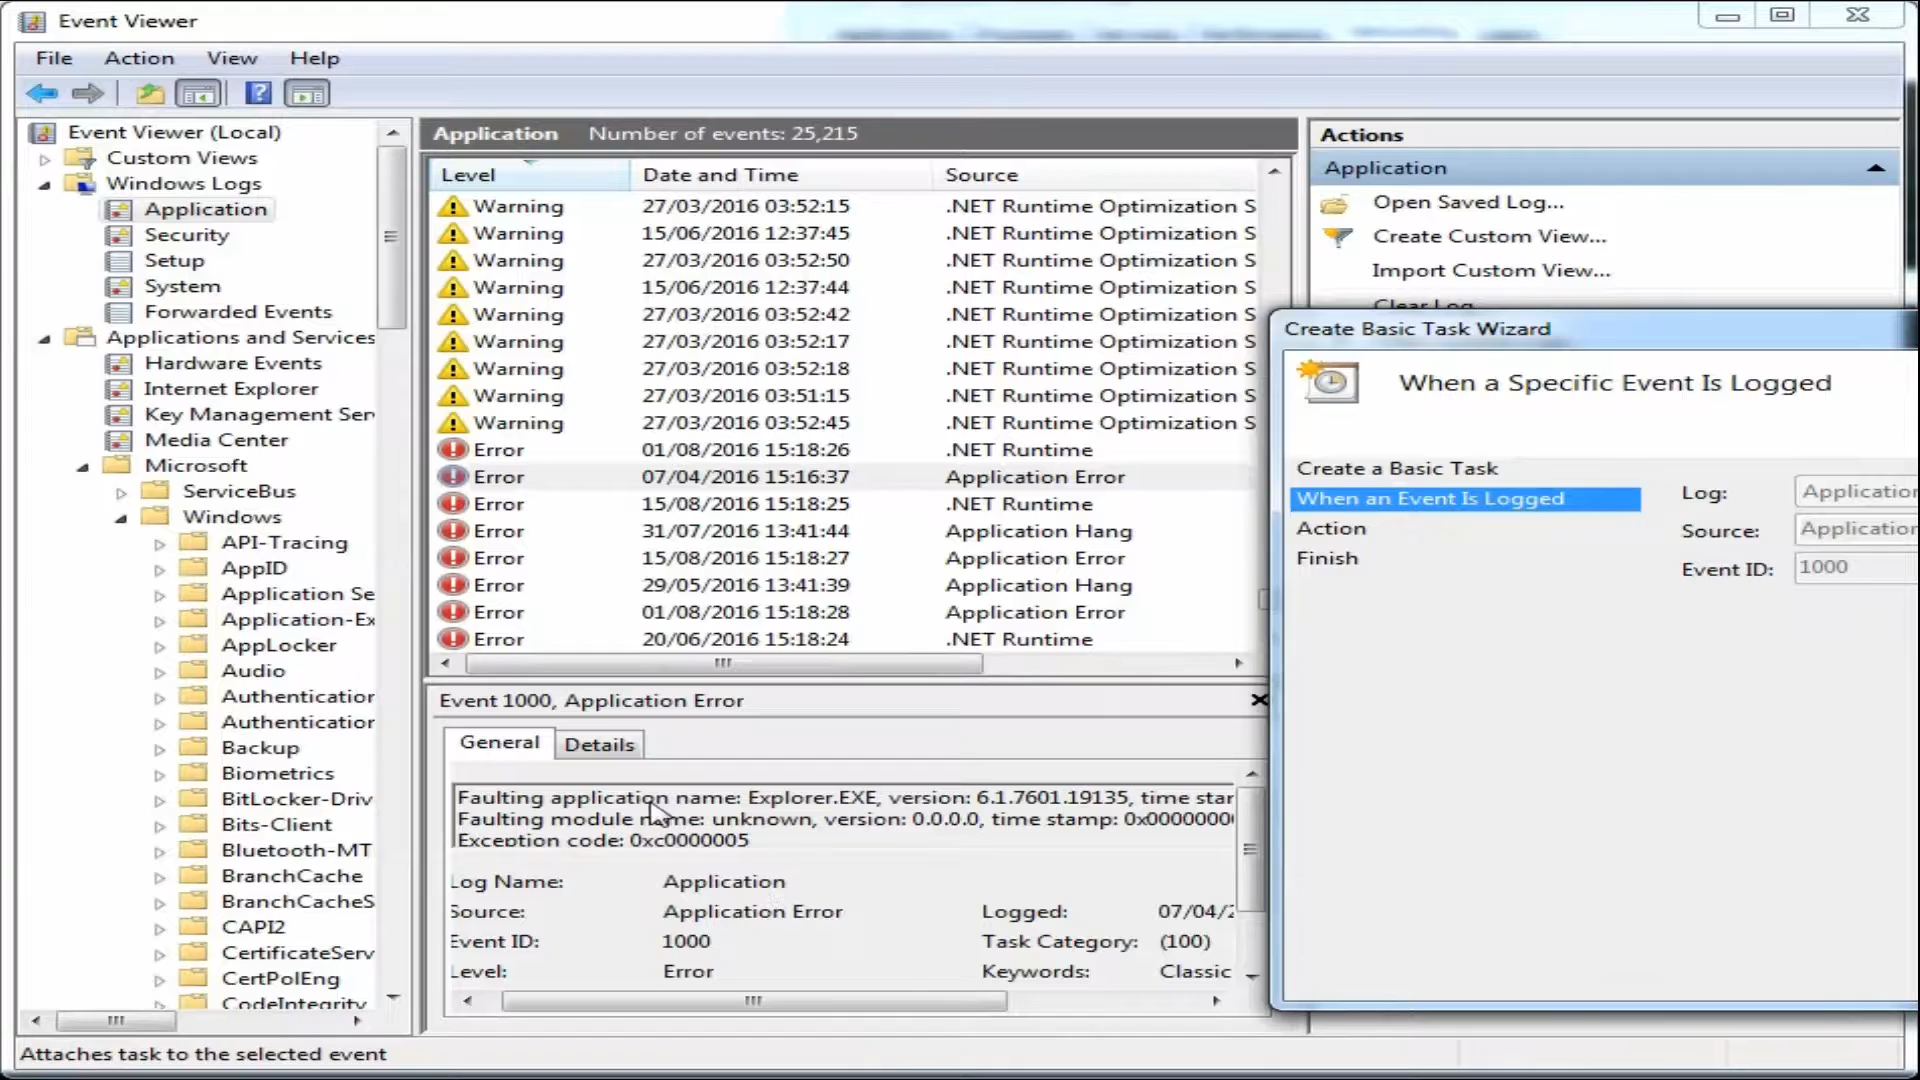 Event Viewer
File Action View Help
Event Viewer (Local)
Custom Views
Windows Logs
Application
Security
Setup
System
Forwarded Events
Applications and Services
Hardware Events
Internet Explorer
Key Management Ser
Media Center
Microsoft
ServiceBus
Windows
API-Tracing
AppID
Application Se
Application-Ex
AppLocker
Audio
Authentication
Authentication
Backup
Biometrics
BitLocker-Driv
Bits-Client
Bluetooth-MT
BranchCache
BranchCacheS
CAPI2
CertificateServ
CertPolEng
CodeIntegrity
Application Number of events: 25,215
Level Date and Time Source
Warning 27/03/2016 03:52:15 .NET Runtime Optimization S
Warning 15/06/2016 12:37:45 .NET Runtime Optimization S
Warning 27/03/2016 03:52:50 .NET Runtime Optimization S
Warning 15/06/2016 12:37:44 .NET Runtime Optimization S
Warning 27/03/2016 03:52:42 .NET Runtime Optimization S
Warning 27/03/2016 03:52:17 .NET Runtime Optimization S
Warning 27/03/2016 03:52:18 .NET Runtime Optimization S
Warning 27/03/2016 03:51:15 .NET Runtime Optimization S
Warning 27/03/2016 03:52:45 .NET Runtime Optimization S
Error 01/08/2016 15:18:26 .NET Runtime
Error 07/04/2016 15:16:37 Application Error
Error 15/08/2016 15:18:25 .NET Runtime
Error 31/07/2016 13:41:44 Application Hang
Error 15/08/2016 15:18:27 Application Error
Error 29/05/2016 13:41:39 Application Hang
Error 01/08/2016 15:18:28 Application Error
Error 20/06/2016 15:18:24 .NET Runtime
Event 1000, Application Error
General Details
Faulting application name: Explorer.EXE, version: 6.1.7601.19135, time star
Faulting module name: unknown, version: 0.0.0.0, time stamp: 0x0000000
Exception code: 0xc0000005
Log Name: Application
Source: Application Error Logged: 07/04/2
Event ID: 1000 Task Category: (100)
Level: Error Keywords: Classic
Actions
Application
Open Saved Log...
Create Custom View...
Import Custom View...
Clear Log
Create Basic Task Wizard
When a Specific Event Is Logged
Create a Basic Task
When an Event Is Logged
Action
Finish
Log: Application
Source: Application
Event ID: 1000
Attaches task to the selected event